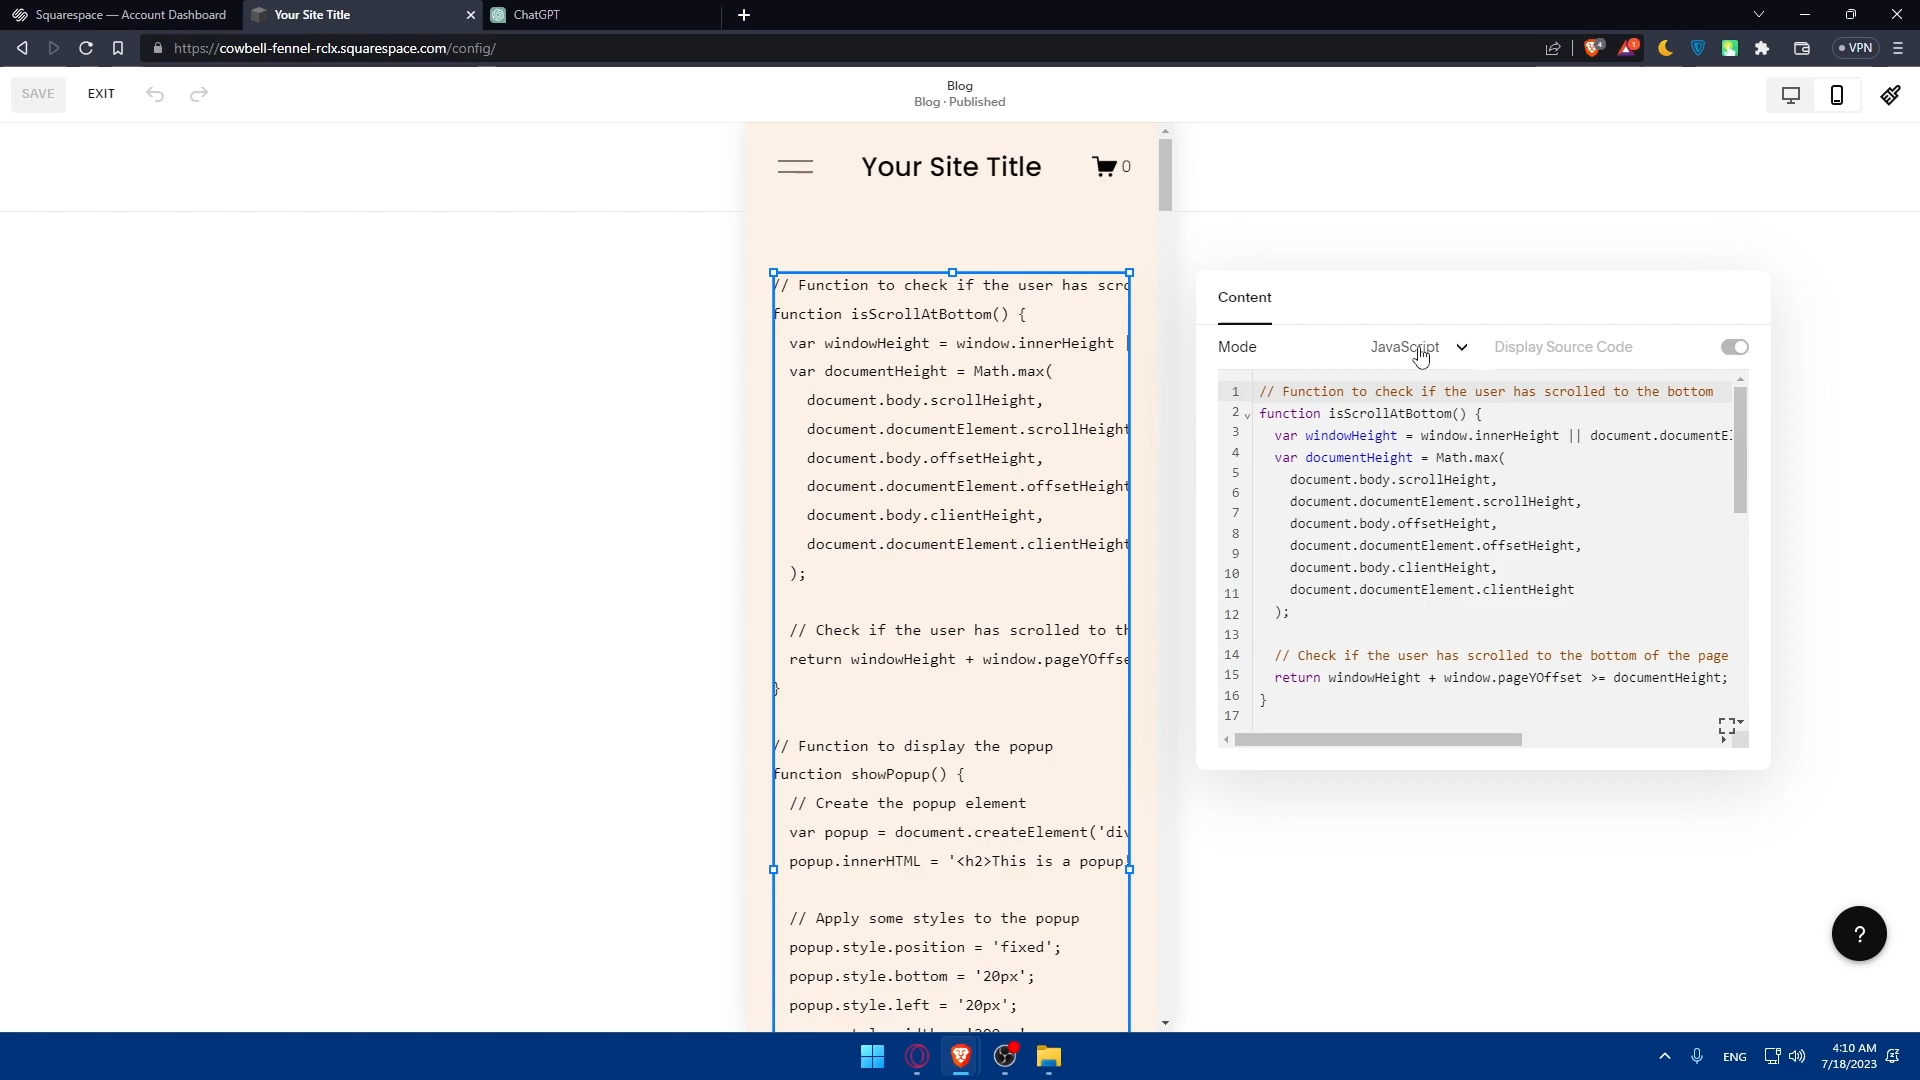 Squarespace — Account Dashboard
Your Site Title
ChatGPT
https://cowbell-fennel-rclx.squarespace.com/config/
4
1
VPN
SAVE
EXIT
Blog
Blog · Published
Your Site Title
0
// Function to check if the user has scro
function isScrollAtBottom() {
var windowHeight = window.innerHeight |
var documentHeight = Math.max(
document.body.scrollHeight,
document.documentElement.scrollHeight
document.body.offsetHeight,
document.documentElement.offsetHeight
document.body.clientHeight,
document.documentElement.clientHeight
);
// Check if the user has scrolled to th
return windowHeight + window.pageYOffse
}
// Function to display the popup
function showPopup() {
// Create the popup element
var popup = document.createElement('div
popup.innerHTML = '<h2>This is a popup!
// Apply some styles to the popup
popup.style.position = 'fixed';
popup.style.bottom = '20px';
popup.style.left = '20px';
Content
Mode
JavaScript
Display Source Code
1 // Function to check if the user has scrolled to the bottom
2 function isScrollAtBottom() {
3 var windowHeight = window.innerHeight || document.documentE
4 var documentHeight = Math.max(
5 document.body.scrollHeight,
6 document.documentElement.scrollHeight,
7 document.body.offsetHeight,
8 document.documentElement.offsetHeight,
9 document.body.clientHeight,
10 document.documentElement.clientHeight
11 );
12
13 // Check if the user has scrolled to the bottom of the page
14 return windowHeight + window.pageYOffset >= documentHeight;
15 }
16
17
?
ENG
4:10 AM
7/18/2023